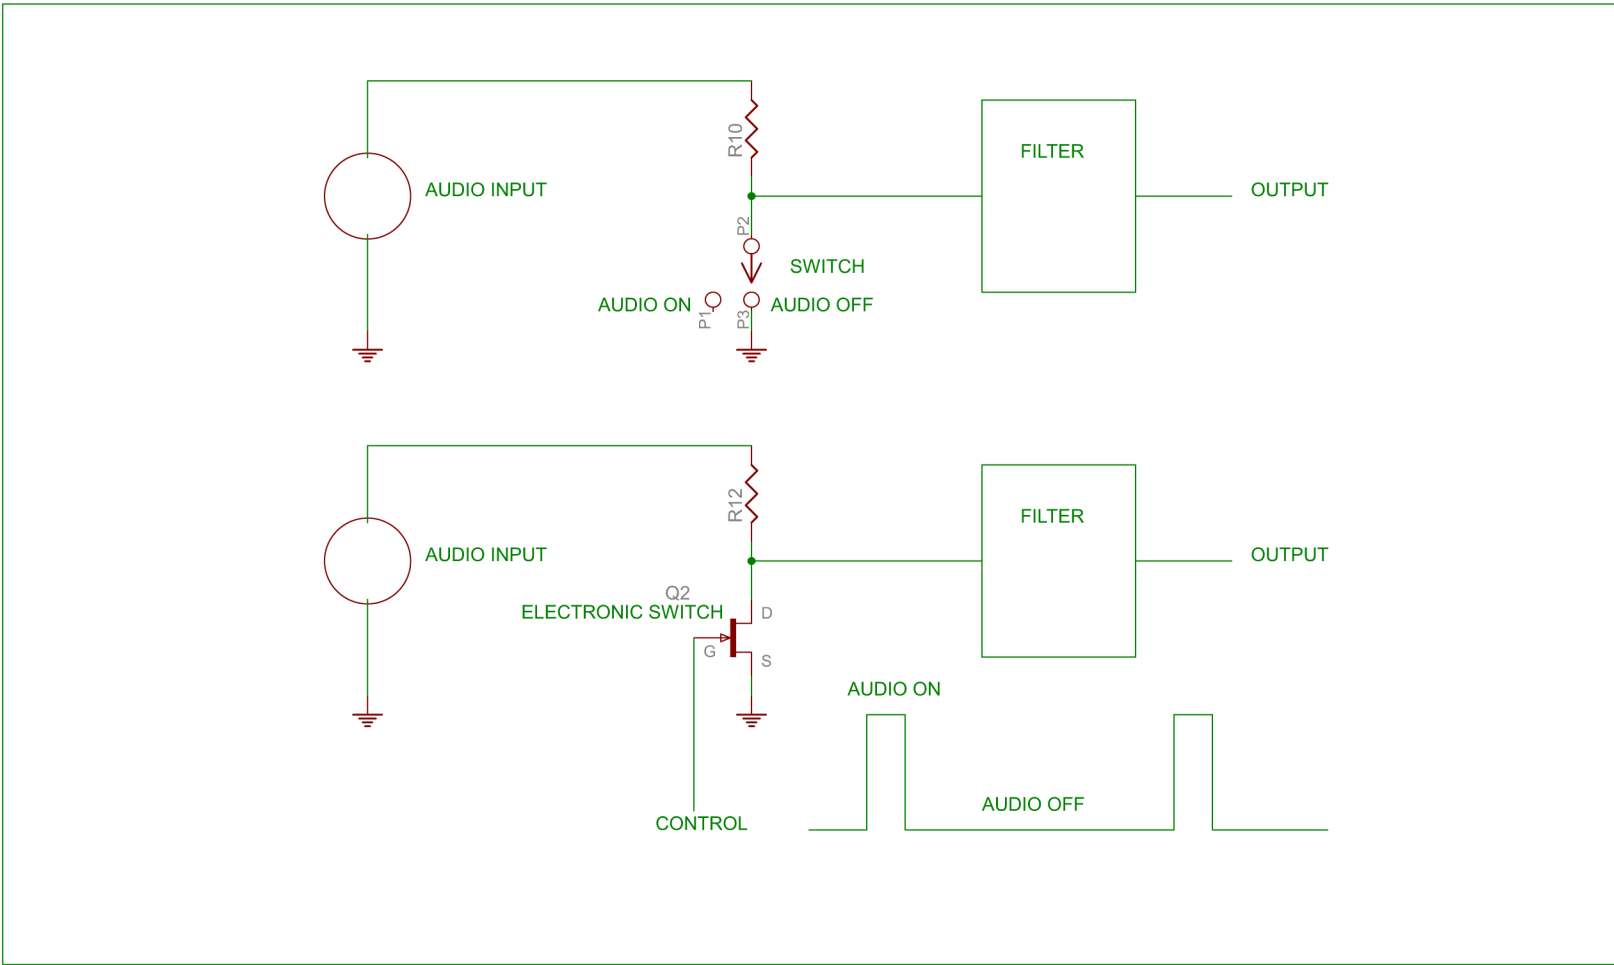 R10
FILTER
AUDIO INPUT
OUTPUT
P2
SWITCH
AUDIO ON
AUDIO OFF
P1
P3
R12
FILTER
AUDIO INPUT
OUTPUT
Q2
ELECTRONIC SWITCH
D
G
S
AUDIO ON
AUDIO OFF
CONTROL